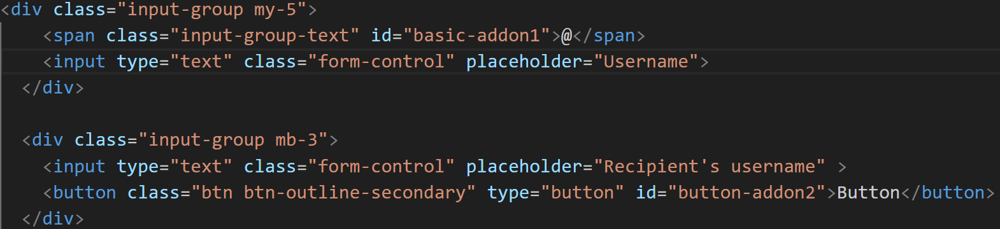 <div class="input-group my-5">
    <span class="input-group-text" id="basic-addon1">@</span>
    <input type="text" class="form-control" placeholder="Username">
  </div>

  <div class="input-group mb-3">
    <input type="text" class="form-control" placeholder="Recipient's username" >
    <button class="btn btn-outline-secondary" type="button" id="button-addon2">Button</button>
  </div>